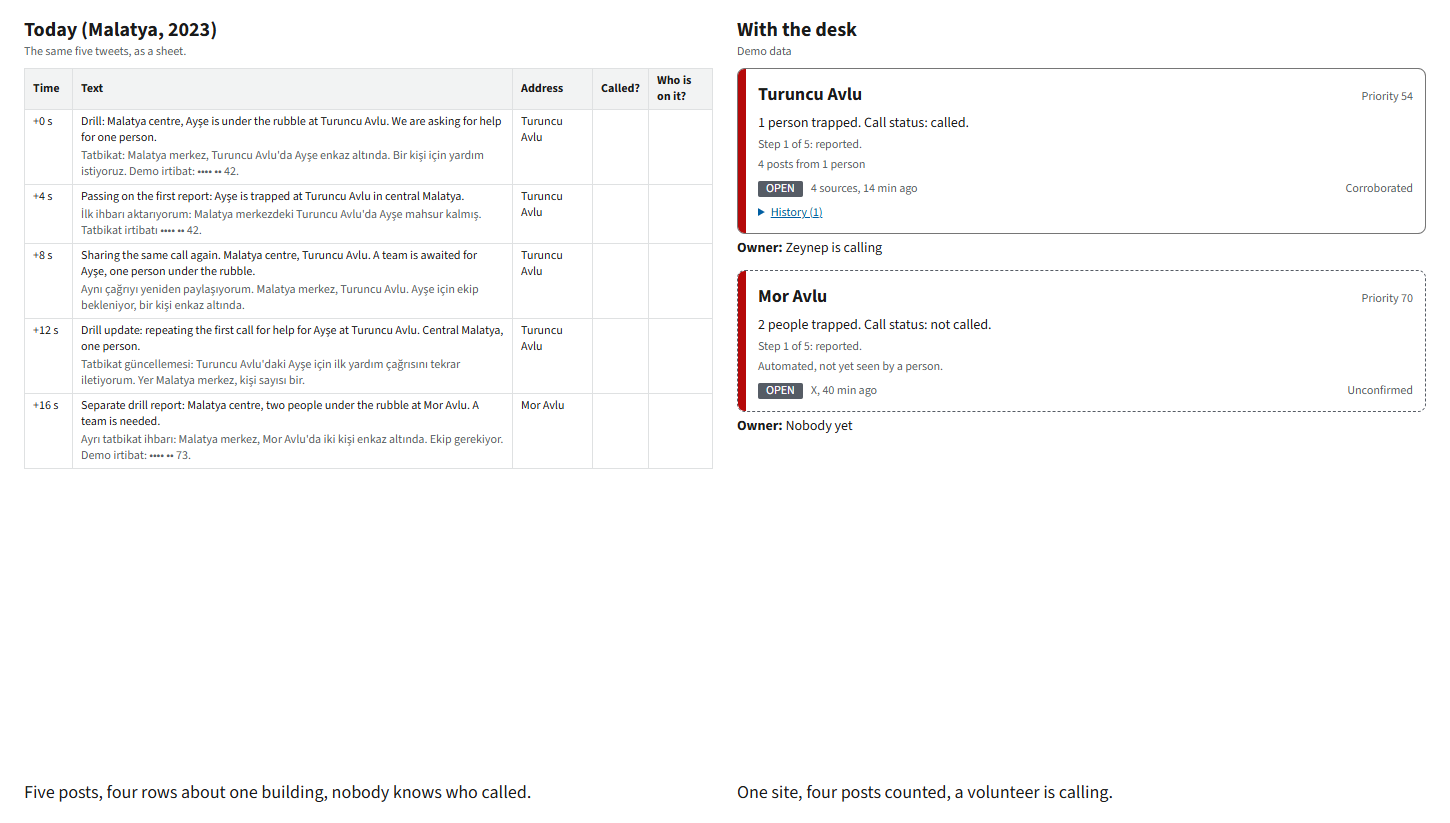 Today (Malatya, 2023)
The same five tweets, as a sheet.
Time Text Address Called? Who is on it?
+0 s
Drill: Malatya centre, Ayşe is under the rubble at Turuncu Avlu. We are asking for help
for one person.
Tatbikat: Malatya merkez, Turuncu Avlu'da Ayşe enkaz altında. Bir kişi için yardım
istiyoruz. Demo irtibat: •••• •• 42.
Turuncu
Avlu
+4 s
Passing on the first report: Ayşe is trapped at Turuncu Avlu in central Malatya.
İlk ihbarı aktarıyorum: Malatya merkezdeki Turuncu Avlu'da Ayşe mahsur kalmış.
Tatbikat irtibatı •••• •• 42.
Turuncu
Avlu
+8 s
Sharing the same call again. Malatya centre, Turuncu Avlu. A team is awaited for
Ayşe, one person under the rubble.
Aynı çağrıyı yeniden paylaşıyorum. Malatya merkez, Turuncu Avlu. Ayşe için ekip
bekleniyor, bir kişi enkaz altında.
Turuncu
Avlu
+12 s
Drill update: repeating the first call for help for Ayşe at Turuncu Avlu. Central Malatya,
one person.
Tatbikat güncellemesi: Turuncu Avlu'daki Ayşe için ilk yardım çağrısını tekrar
iletiyorum. Yer Malatya merkez, kişi sayısı bir.
Turuncu
Avlu
+16 s
Separate drill report: Malatya centre, two people under the rubble at Mor Avlu. A
team is needed.
Ayrı tatbikat ihbarı: Malatya merkez, Mor Avlu'da iki kişi enkaz altında. Ekip gerekiyor.
Demo irtibat: •••• •• 73.
Mor Avlu
Five posts, four rows about one building, nobody knows who called.
With the desk
Demo data
Turuncu Avlu
Priority 54
1 person trapped. Call status: called.
Step 1 of 5: reported.
4 posts from 1 person
OPEN 4 sources, 14 min ago
Corroborated
History (1)
Owner: Zeynep is calling
Mor Avlu
Priority 70
2 people trapped. Call status: not called.
Step 1 of 5: reported.
Automated, not yet seen by a person.
OPEN X, 40 min ago
Unconfirmed
Owner: Nobody yet
One site, four posts counted, a volunteer is calling.